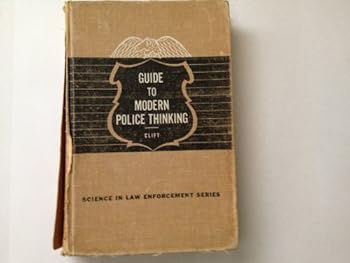 GUIDE
TO
MODERN
POLICE THINKING
CLIFT
SCIENCE IN LAW ENFORCEMENT SERIES